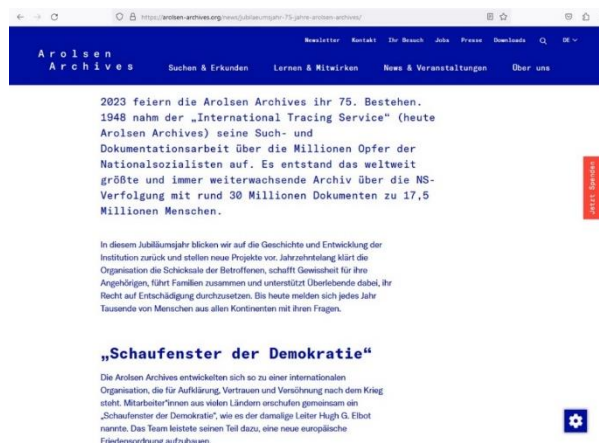 https://arolsen-archives.org/news/jubilaeumsjahr-75-jahre-arolsen-archives/
Newsletter Kontakt Ihr Besuch Jobs Presse Downloads DE
Arolsen
Archives
Suchen & Erkunden Lernen & Mitwirken News & Veranstaltungen Über uns
2023 feiern die Arolsen Archives ihr 75. Bestehen.
1948 nahm der „International Tracing Service“ (heute
Arolsen Archives) seine Such- und
Dokumentationsarbeit über die Millionen Opfer der
Nationalsozialisten auf. Es entstand das weltweit
größte und immer weiterwachsende Archiv über die NS-
Verfolgung mit rund 30 Millionen Dokumenten zu 17,5
Millionen Menschen.
Jetzt Spenden
In diesem Jubiläumsjahr blicken wir auf die Geschichte und Entwicklung der
Institution zurück und stellen neue Projekte vor. Jahrzehntelang klärt die
Organisation die Schicksale der Betroffenen, schafft Gewissheit für ihre
Angehörigen, führt Familien zusammen und unterstützt Überlebende dabei, ihr
Recht auf Entschädigung durchzusetzen. Bis heute melden sich jedes Jahr
Tausende von Menschen aus allen Kontinenten mit ihren Fragen.
„Schaufenster der Demokratie“
Die Arolsen Archives entwickelten sich so zu einer internationalen
Organisation, die für Aufklärung, Vertrauen und Versöhnung nach dem Krieg
steht. Mitarbeiter*innen aus vielen Ländern erschufen gemeinsam ein
„Schaufenster der Demokratie“, wie es der damalige Leiter Hugh G. Elbot
nannte. Das Team leistete seinen Teil dazu, eine neue europäische
Friedensordnung aufzubauen.